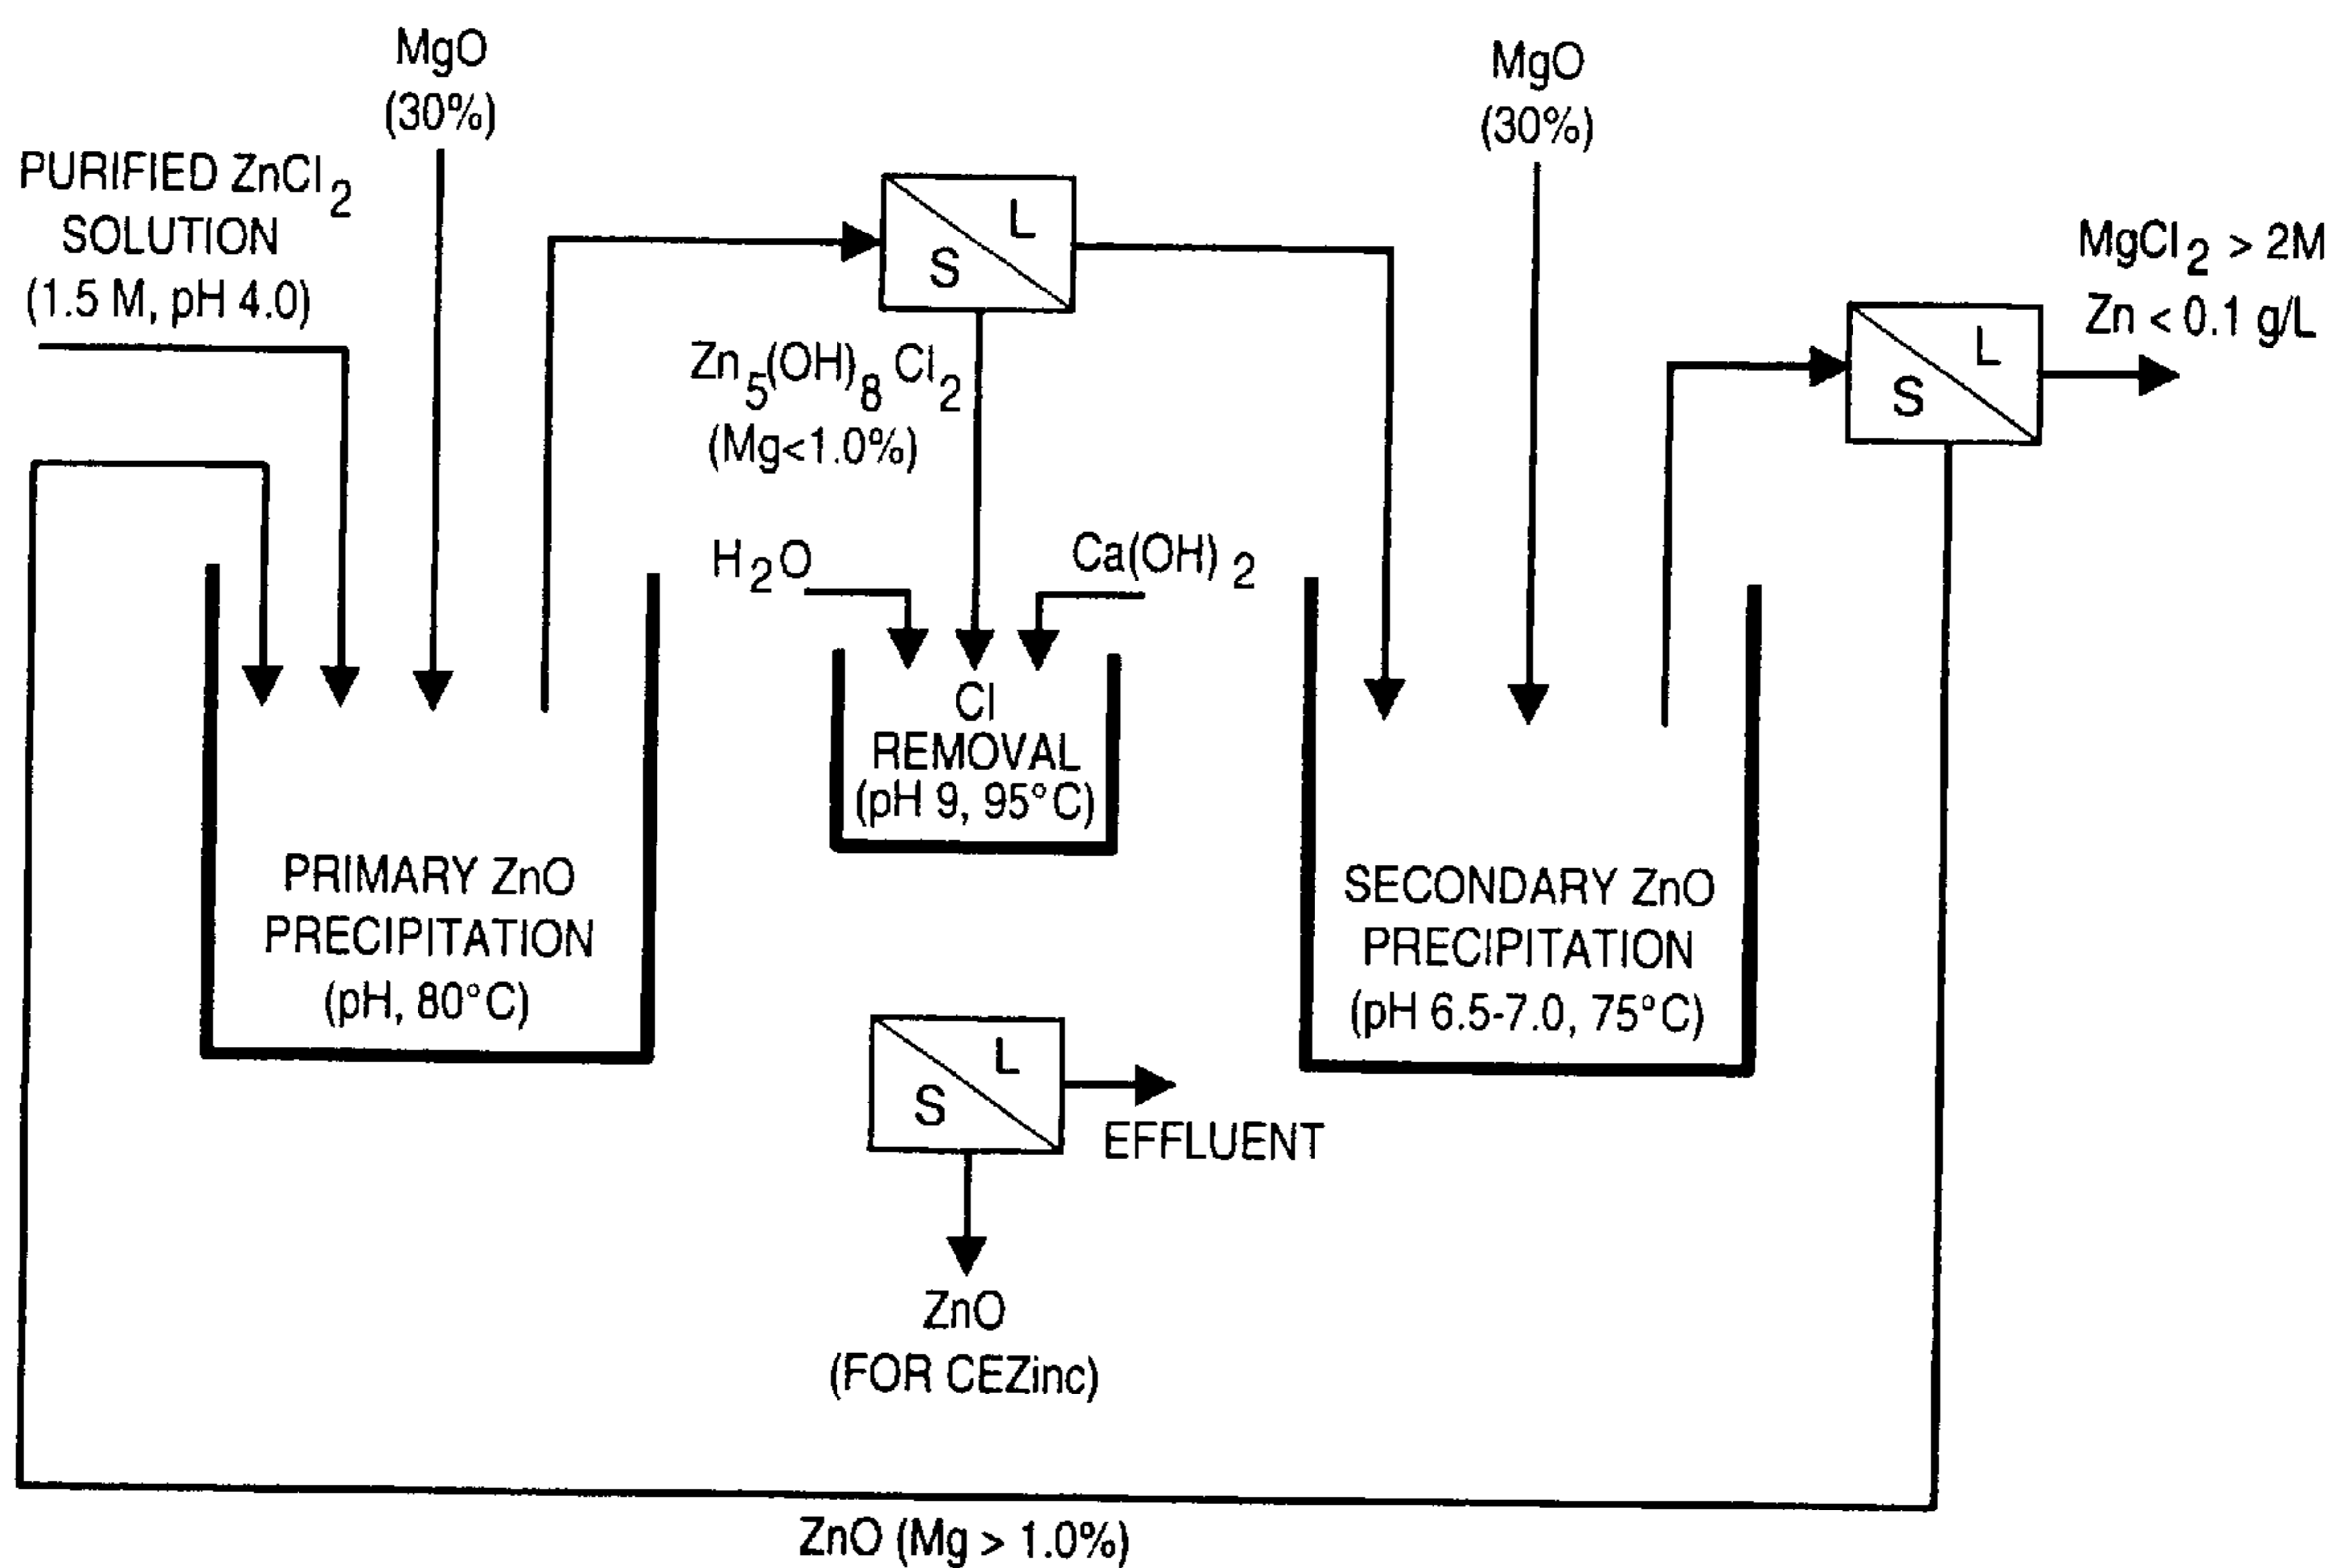 MgO
(30%)
PURIFIED ZnCl2
SOLUTION
(1.5 M, pH 4.0)
MgO
(30%)
L
S
MgCl2 > 2M
Zn < 0.1 g/L
L
S
Zn5(OH)8 Cl2
(Mg<1.0%)
H2O
Ca(OH) 2
Cl
REMOVAL
(pH 9, 95°C)
PRIMARY ZnO
PRECIPITATION
(pH, 80°C)
SECONDARY ZnO
PRECIPITATION
(pH 6.5-7.0, 75°C)
L
S
EFFLUENT
ZnO
(FOR CEZinc)
ZnO (Mg > 1.0%)